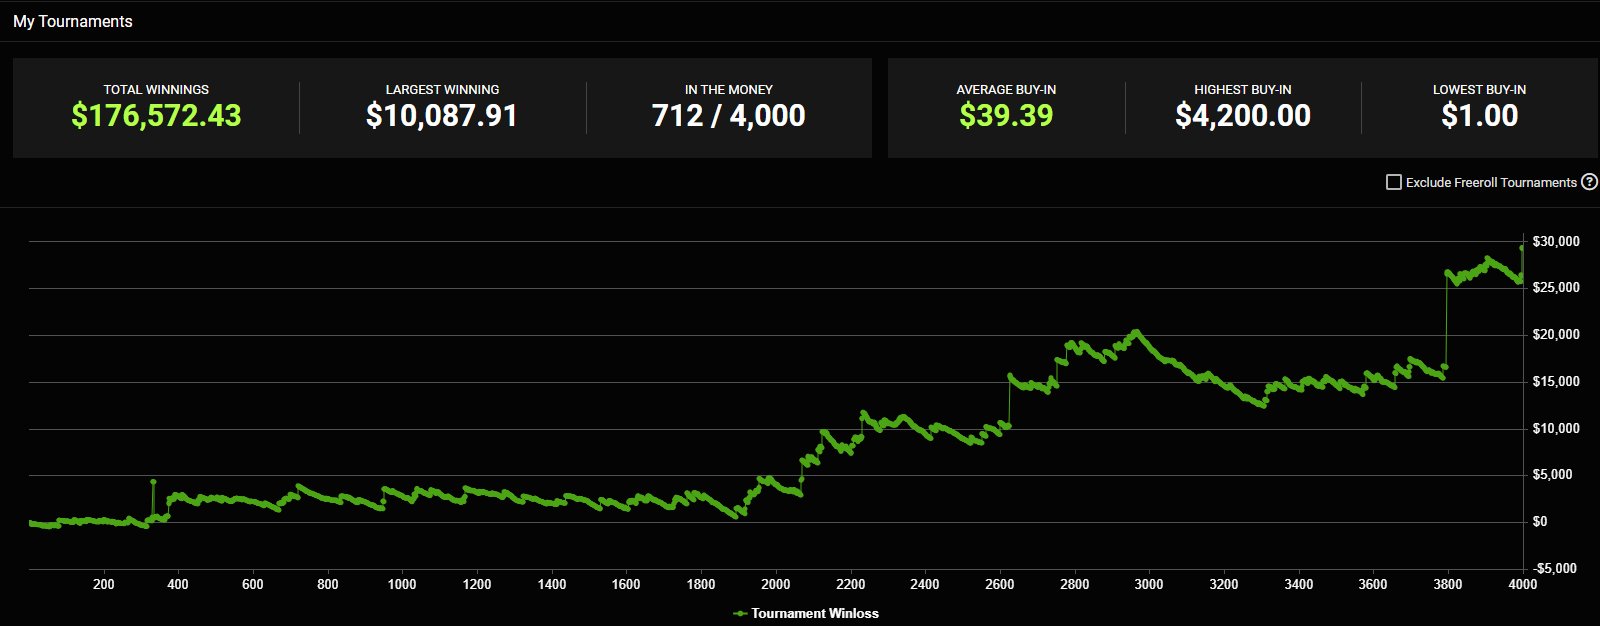 My Tournaments
TOTAL WINNINGS
$176,572.43
LARGEST WINNING
$10,087.91
IN THE MONEY
712 / 4,000
AVERAGE BUY-IN
$39.39
HIGHEST BUY-IN
$4,200.00
LOWEST BUY-IN
$1.00
Exclude Freeroll Tournaments ?
$30,000
$25,000
$20,000
$15,000
$10,000
$5,000
$0
-$5,000
200 400 600 800 1000 1200 1400 1600 1800 2000 2200 2400 2600 2800 3000 3200 3400 3600 3800 4000
Tournament Winloss